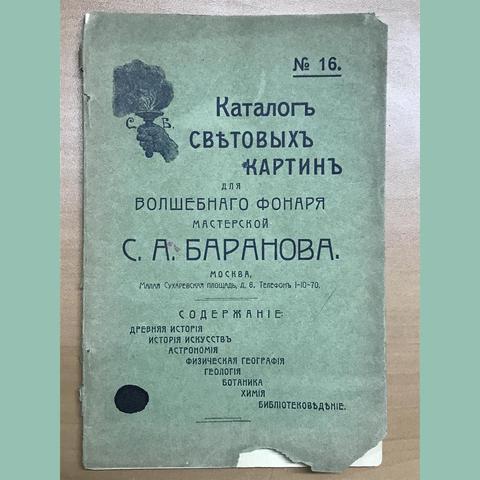 № 16.
С. Б.
Каталогъ
свѣтовыхъ
картинъ
для
волшебнаго фонаря
мастерской
С. А. Баранова.
Москва,
Малая Сухаревская площадь, д. 6. Телефонъ 1-10-70.
Содержаніе:
Древняя исторія
Исторія искусствъ
Астрономія
Физическая географія
Геологія
Ботаника
Химія
Библіотековѣдѣніе.